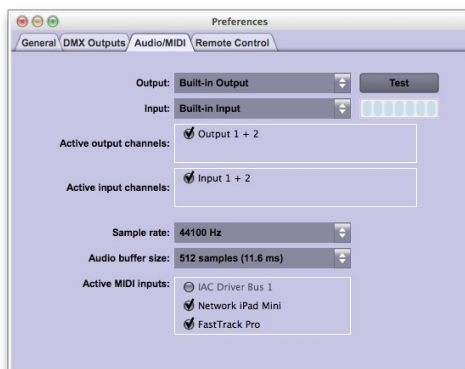 Preferences
General DMX Outputs Audio/MIDI Remote Control
Output: Built-in Output Test
Input: Built-in Input
Active output channels: Output 1 + 2
Active input channels: Input 1 + 2
Sample rate: 44100 Hz
Audio buffer size: 512 samples (11.6 ms)
Active MIDI inputs: IAC Driver Bus 1
Network iPad Mini
FastTrack Pro